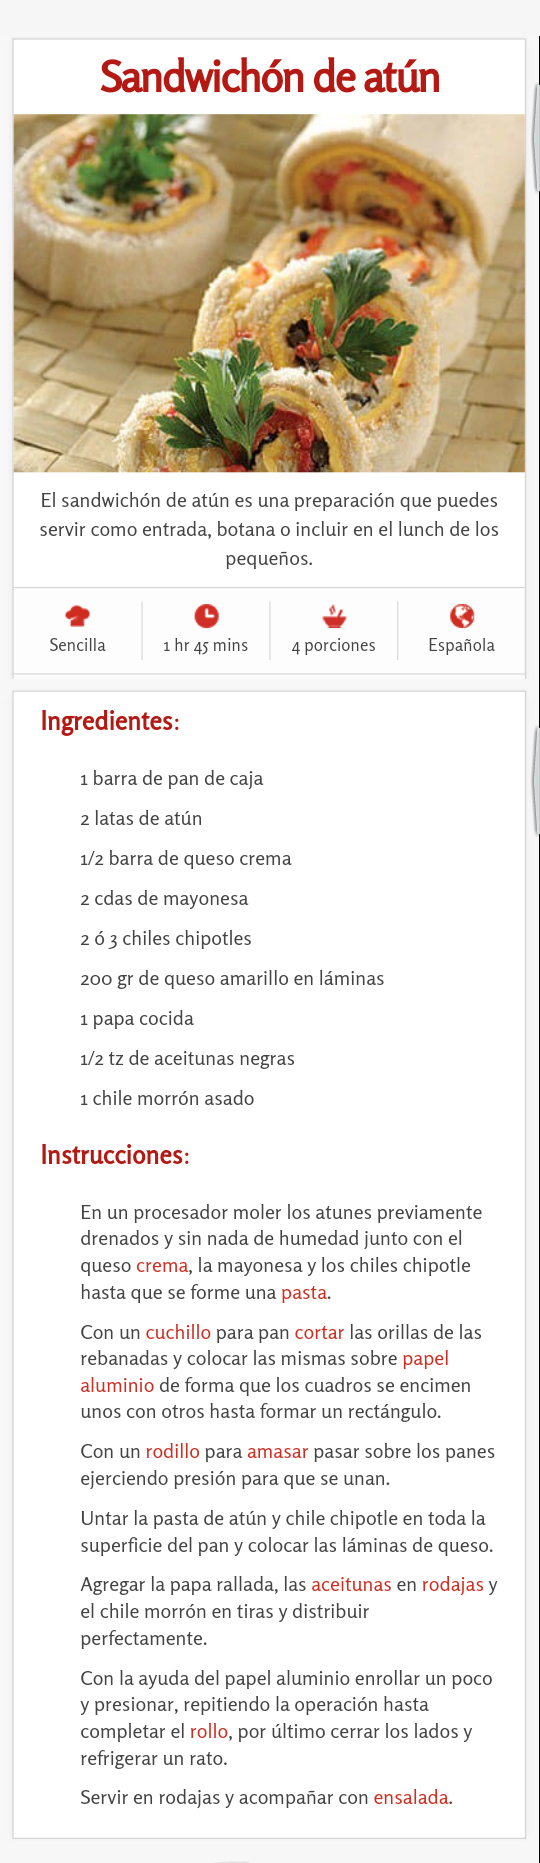 Sandwichón de atún
El sandwichón de atún es una preparación que puedes
servir como entrada, botana o incluir en el lunch de los
pequeños.
Sencilla
1 hr 45 mins
4 porciones
Española
Ingredientes:
1 barra de pan de caja
2 latas de atún
1/2 barra de queso crema
2 cdas de mayonesa
2 ó 3 chiles chipotles
200 gr de queso amarillo en láminas
1 papa cocida
1/2 tz de aceitunas negras
1 chile morrón asado
Instrucciones:
En un procesador moler los atunes previamente
drenados y sin nada de humedad junto con el
queso crema, la mayonesa y los chiles chipotle
hasta que se forme una pasta.
Con un cuchillo para pan cortar las orillas de las
rebanadas y colocar las mismas sobre papel
aluminio de forma que los cuadros se encimen
unos con otros hasta formar un rectángulo.
Con un rodillo para amasar pasar sobre los panes
ejerciendo presión para que se unan.
Untar la pasta de atún y chile chipotle en toda la
superficie del pan y colocar las láminas de queso.
Agregar la papa rallada, las aceitunas en rodajas y
el chile morrón en tiras y distribuir
perfectamente.
Con la ayuda del papel aluminio enrollar un poco
y presionar, repitiendo la operación hasta
completar el rollo, por último cerrar los lados y
refrigerar un rato.
Servir en rodajas y acompañar con ensalada.